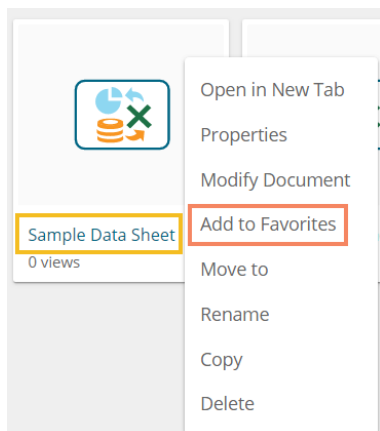 Sample Data Sheet
0 views
Open in New Tab
Properties
Modify Document
Add to Favorites
Move to
Rename
Copy
Delete